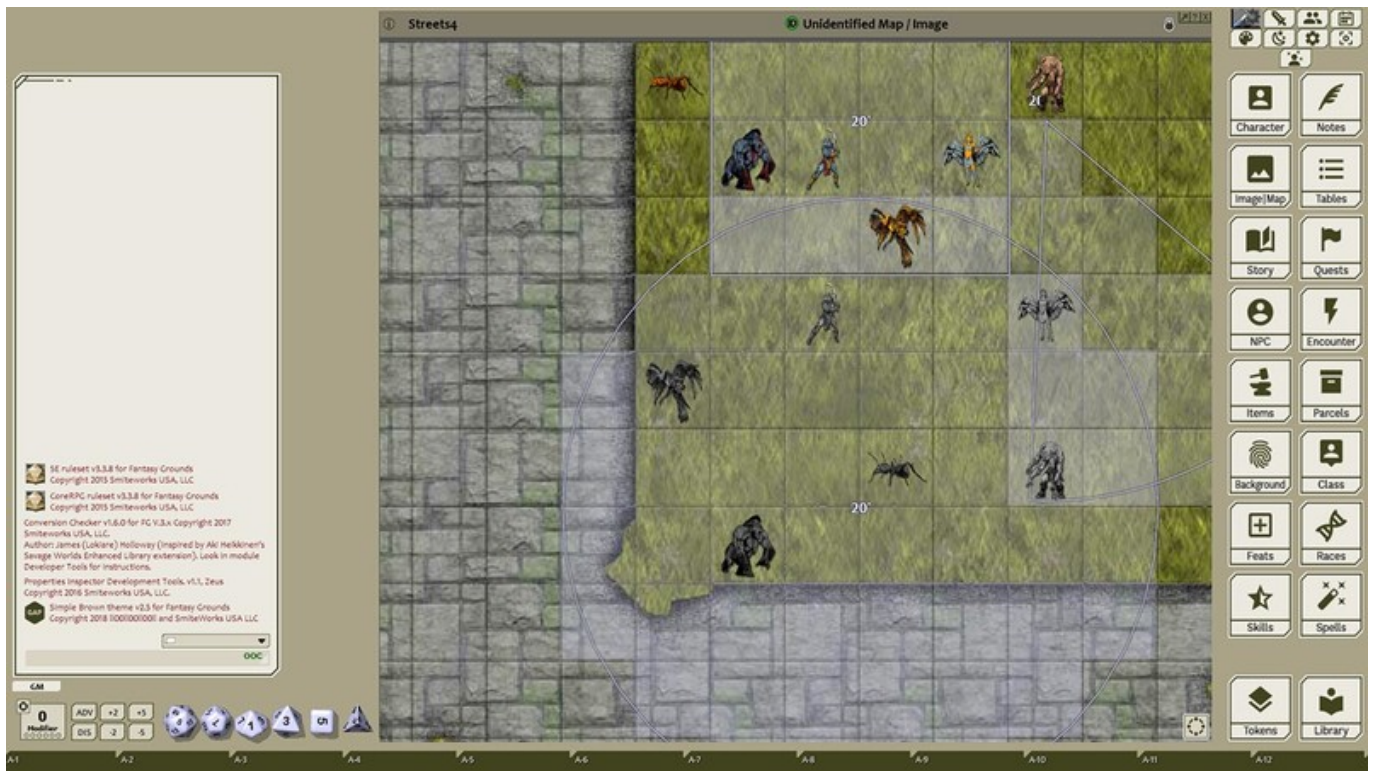 Streets4
ID Unidentified Map / Image
20'
20'
5E ruleset v3.3.8 for Fantasy Grounds
Copyright 2015 Smiteworks USA, LLC
CoreRPG ruleset v3.3.8 for Fantasy Grounds
Copyright 2015 Smiteworks USA, LLC
Conversion Checker v1.6.0 for FG V.3.x Copyright 2017
Smiteworks USA, LLC.
Author: James (Lokiare) Holloway (Inspired by Aki Heikkinen's
Savage Worlds Enhanced Library extension). Look in module
Developer Tools for instructions.
Properties Inspector Development Tools. v1.1, Zeus
Copyright 2016 Smiteworks USA, LLC.
Simple Brown theme v2.5 for Fantasy Grounds
and SmiteWorks USA LLC
OOC
GM
0
Modifier
ADV
+2
+5
DIS
-2
-5
Character
Notes
Image|Map
Tables
Story
Quests
NPC
Encounter
Items
Parcels
Background
Class
Feats
Races
Skills
Spells
Tokens
Library
A-1
A-2
A-3
A-4
A-5
A-6
A-7
A-8
A-9
A-10
A-11
A-12